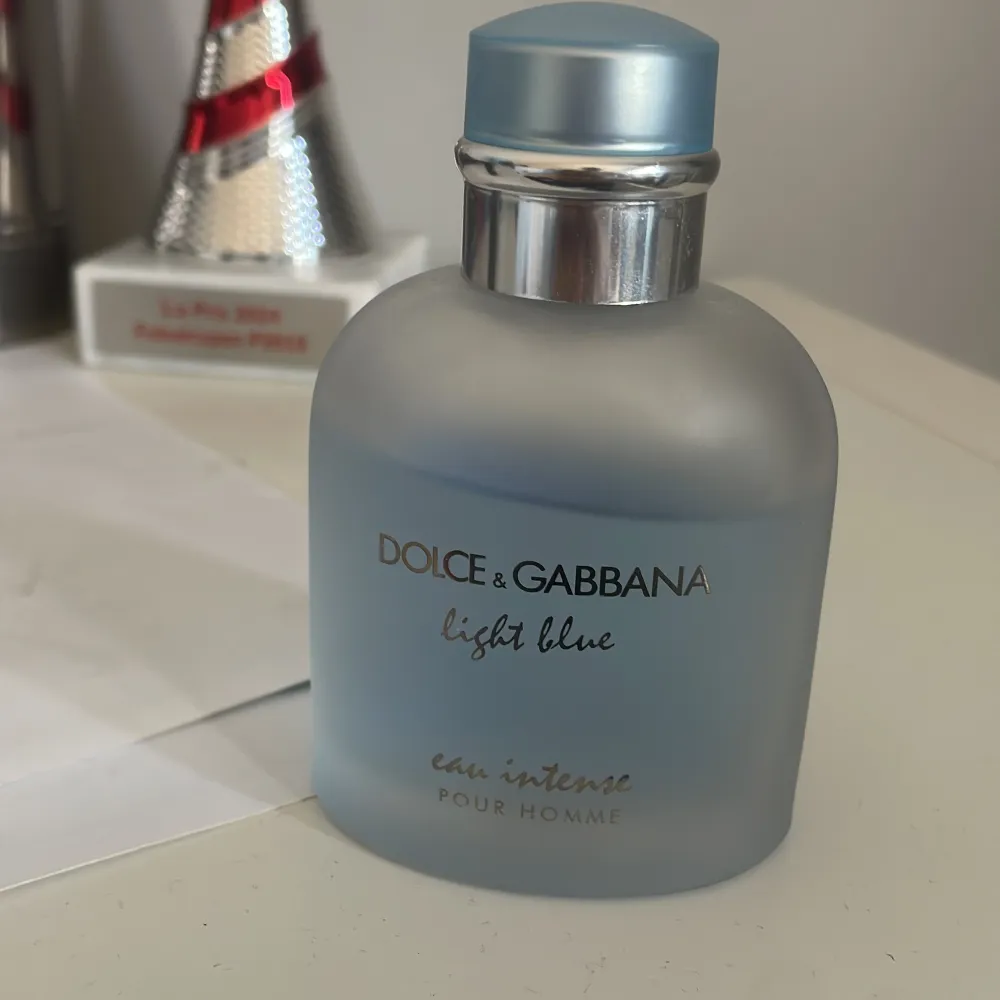 DOLCE & GABBANA
light blue
eau intense
POUR HOMME